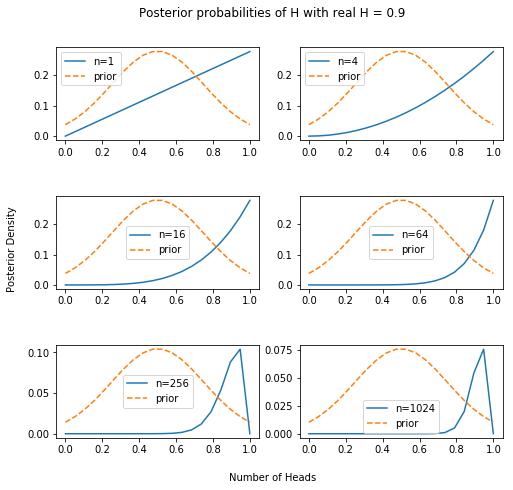 Posterior probabilities of H with real H = 0.9
n=1
prior
0.2
0.1
0.0
0.0 0.2 0.4 0.6 0.8 1.0
n=4
prior
0.2
0.1
0.0
0.0 0.2 0.4 0.6 0.8 1.0
n=16
prior
0.2
0.1
0.0
0.0 0.2 0.4 0.6 0.8 1.0
n=64
prior
0.2
0.1
0.0
0.0 0.2 0.4 0.6 0.8 1.0
Posterior Density
n=256
prior
0.10
0.05
0.00
0.0 0.2 0.4 0.6 0.8 1.0
n=1024
prior
0.075
0.050
0.025
0.000
0.0 0.2 0.4 0.6 0.8 1.0
Number of Heads